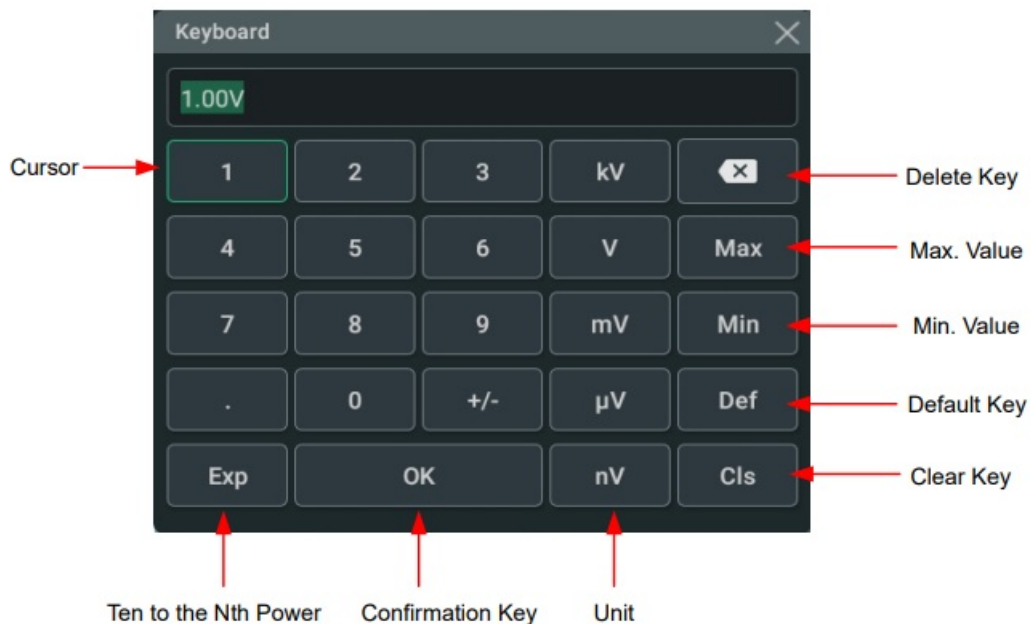 Keyboard
1.00V
Cursor 1 2 3 kV Delete Key
4 5 6 V Max Max. Value
7 8 9 mV Min Min. Value
. 0 +/- µV Def Default Key
Exp OK nV Cls Clear Key
Ten to the Nth Power Confirmation Key Unit